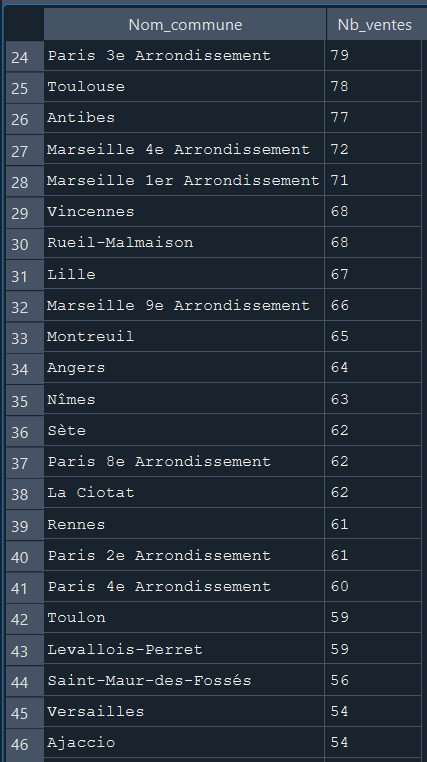 Nom_commune Nb_ventes
24 Paris 3e Arrondissement 79
25 Toulouse 78
26 Antibes 77
27 Marseille 4e Arrondissement 72
28 Marseille 1er Arrondissement 71
29 Vincennes 68
30 Rueil-Malmaison 68
31 Lille 67
32 Marseille 9e Arrondissement 66
33 Montreuil 65
34 Angers 64
35 Nîmes 63
36 Sète 62
37 Paris 8e Arrondissement 62
38 La Ciotat 62
39 Rennes 61
40 Paris 2e Arrondissement 61
41 Paris 4e Arrondissement 60
42 Toulon 59
43 Levallois-Perret 59
44 Saint-Maur-des-Fossés 56
45 Versailles 54
46 Ajaccio 54